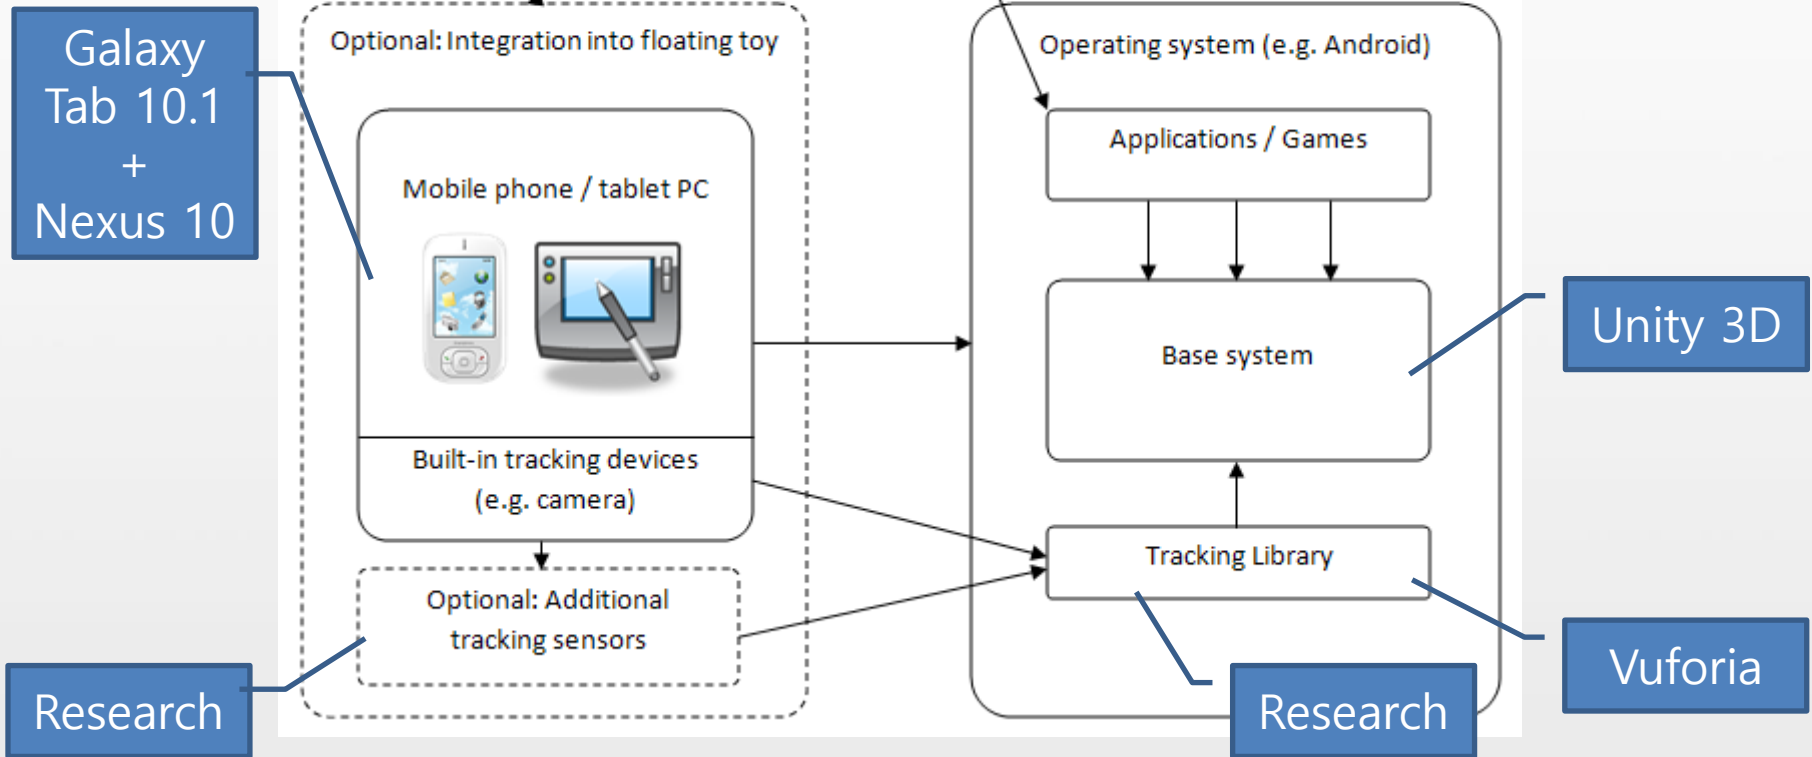 Galaxy
Tab 10.1
+
Nexus 10
Optional: Integration into floating toy
Mobile phone / tablet PC
Built-in tracking devices
(e.g. camera)
Optional: Additional
tracking sensors
Research
Operating system (e.g. Android)
Applications / Games
Base system
Tracking Library
Unity 3D
Vuforia
Research